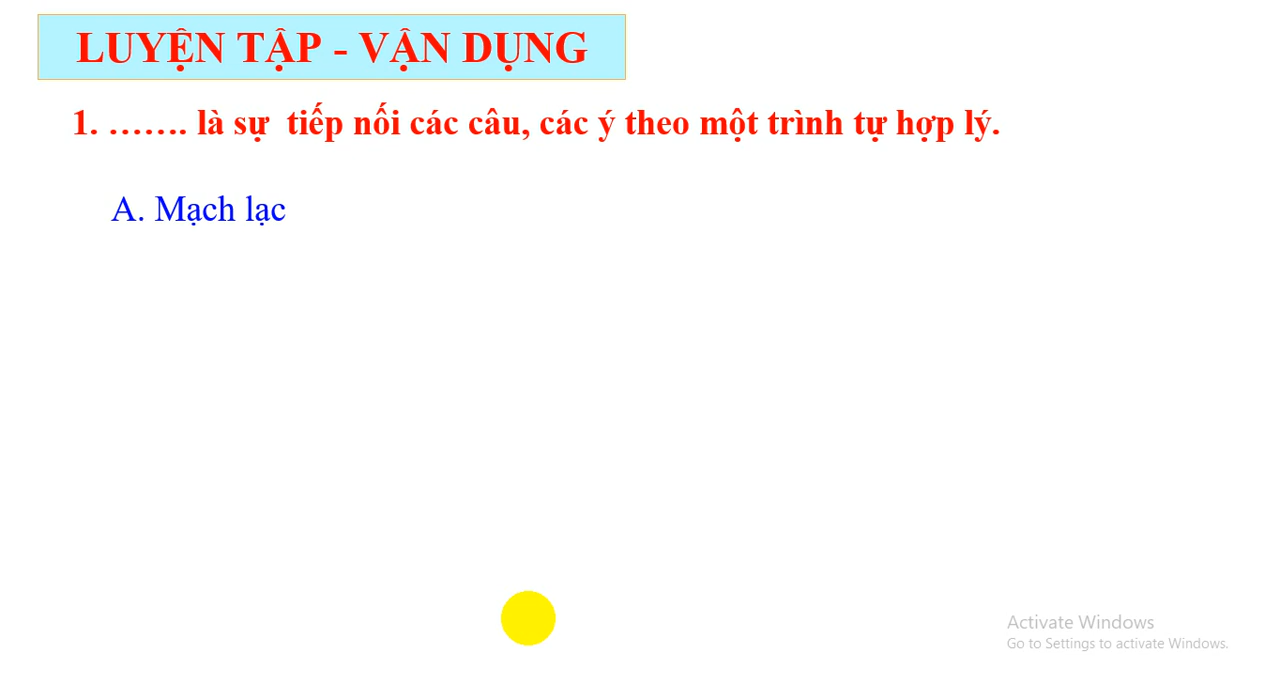 LUYỆN TẬP - VẬN DỤNG
1. ……. là sự tiếp nối các câu, các ý theo một trình tự hợp lý.
A. Mạch lạc
Activate Windows
Go to Settings to activate Windows.